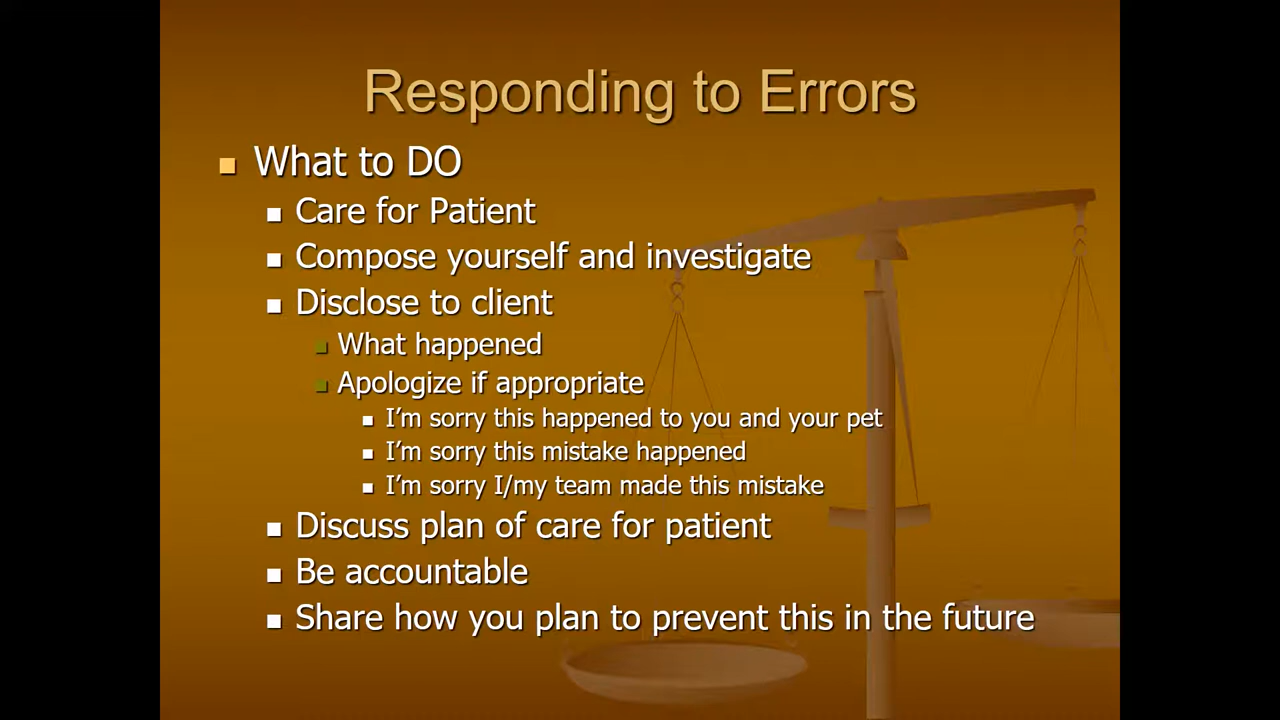 Responding to Errors
What to DO
Care for Patient
Compose yourself and investigate
Disclose to client
What happened
Apologize if appropriate
I'm sorry this happened to you and your pet
I'm sorry this mistake happened
I'm sorry I/my team made this mistake
Discuss plan of care for patient
Be accountable
Share how you plan to prevent this in the future